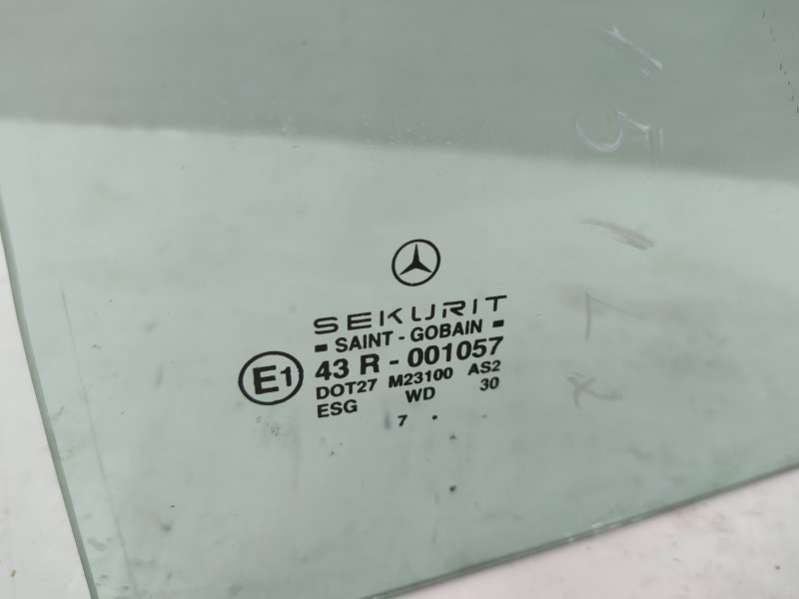 SEKURIT
SAINT - GOBAIN
E1 43 R - 001057
DOT27 M23100 AS2
ESG WD 30
7 .